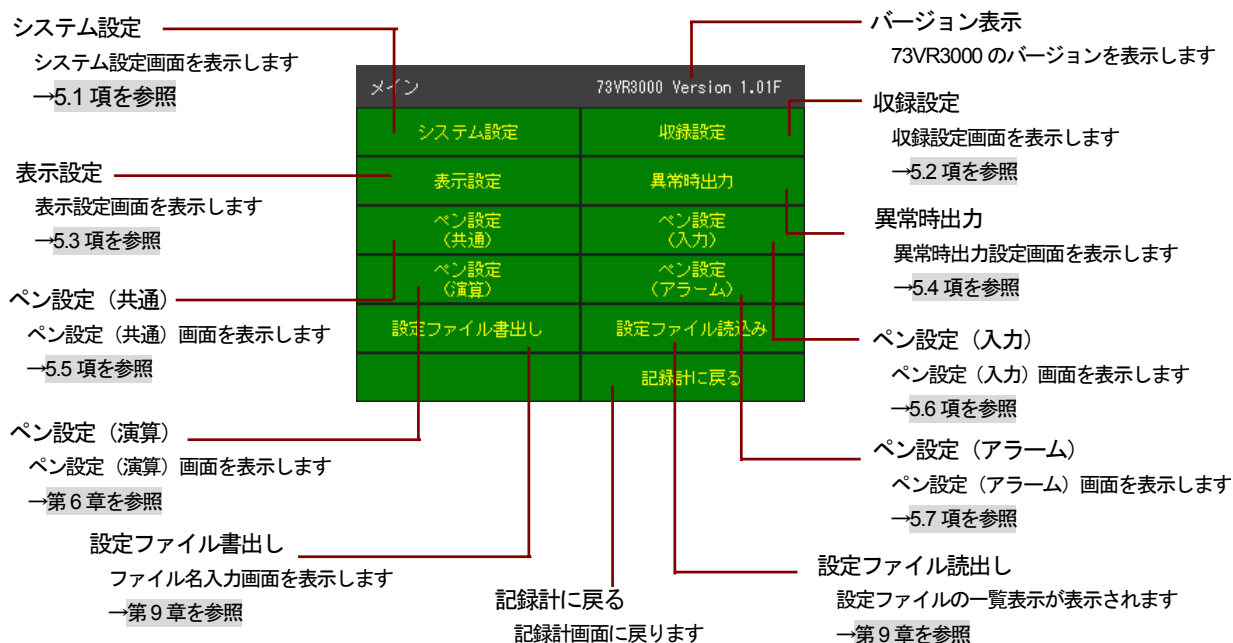 システム設定
システム設定画面を表示します
→5.1 項を参照
表示設定
表示設定画面を表示します
→5.3 項を参照
ペン設定（共通）
ペン設定（共通）画面を表示します
→5.5 項を参照
ペン設定（演算）
ペン設定（演算）画面を表示します
→第 6 章を参照
設定ファイル書出し
ファイル名入力画面を表示します
→第 9 章を参照
メイン 73VR3000 Version 1.01F
システム設定 収録設定
表示設定 異常時出力
ペン設定 ペン設定
（共通） （入力）
ペン設定 ペン設定
（演算） （アラーム）
設定ファイル書出し 設定ファイル読込み
記録計に戻る
記録計に戻る
記録計画面に戻ります
バージョン表示
73VR3000 のバージョンを表示します
収録設定
収録設定画面を表示します
→5.2 項を参照
異常時出力
異常時出力設定画面を表示します
→5.4 項を参照
ペン設定（入力）
ペン設定（入力）画面を表示します
→5.6 項を参照
ペン設定（アラーム）
ペン設定（アラーム）画面を表示します
→5.7 項を参照
設定ファイル読出し
設定ファイルの一覧表示が表示されます
→第 9 章を参照